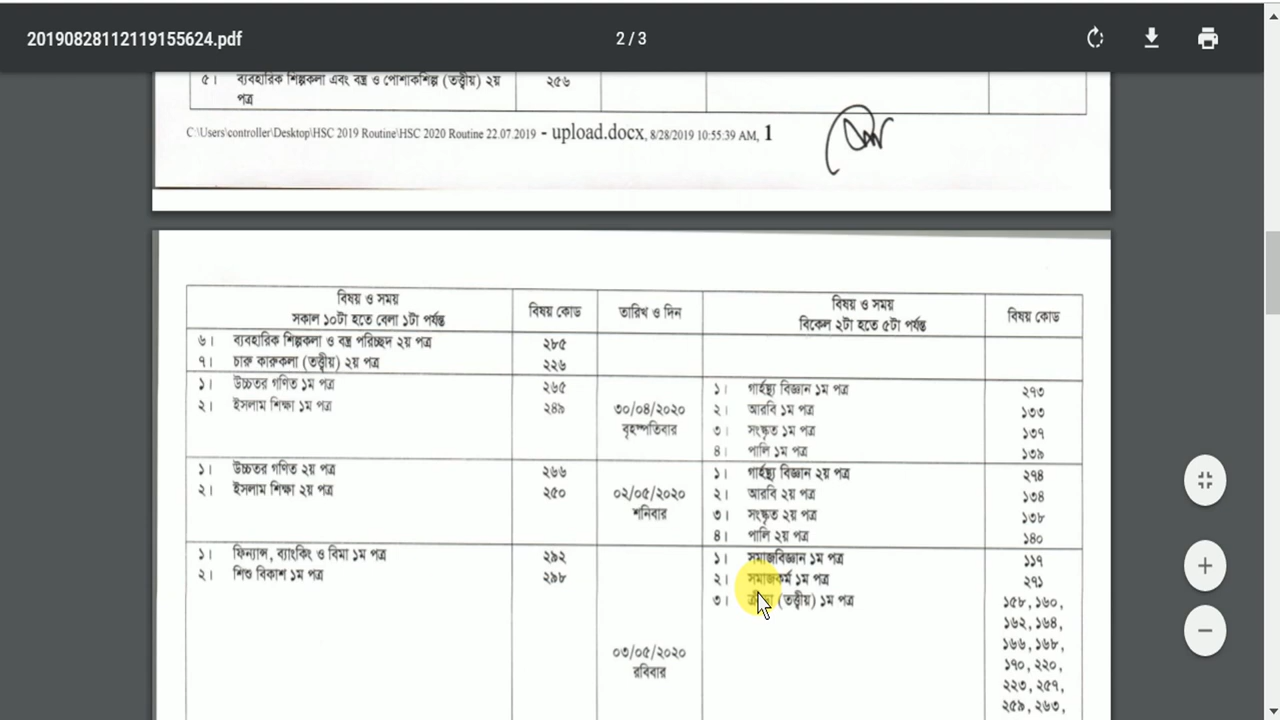 20190828112119155624.pdf
2 / 3
৫। ব্যবহারিক শিল্পকলা এবং বস্ত্র ও পোশাকশিল্প (তত্ত্বীয়) ২য় ২৫৬
পত্র
C:\Users\controller\Desktop\HSC 2019 Routine\HSC 2020 Routine 22.07.2019 - upload.docx, 8/28/2019 10:55:39 AM, 1
বিষয় ও সময়
সকাল ১০টা হতে বেলা ১টা পর্যন্ত
বিষয় কোড
তারিখ ও দিন
বিষয় ও সময়
বিকেল ২টা হতে ৫টা পর্যন্ত
বিষয় কোড
৬। ব্যবহারিক শিল্পকলা ও বস্ত্র পরিচ্ছদ ২য় পত্র ২৮৫
৭। চারু কারুকলা (তত্ত্বীয়) ২য় পত্র ২২৬
১। উচ্চতর গণিত ১ম পত্র ২৬৫
২। ইসলাম শিক্ষা ১ম পত্র ২৪৯
৩০/০৪/২০২০
বৃহস্পতিবার
১। গার্হস্থ্য বিজ্ঞান ১ম পত্র ২৭৩
২। আরবি ১ম পত্র ১৩৩
৩। সংস্কৃত ১ম পত্র ১৩৭
৪। পালি ১ম পত্র ১৩৯
১। উচ্চতর গণিত ২য় পত্র ২৬৬
২। ইসলাম শিক্ষা ২য় পত্র ২৫০
০২/০৫/২০২০
শনিবার
১। গার্হস্থ্য বিজ্ঞান ২য় পত্র ২৭৪
২। আরবি ২য় পত্র ১৩৪
৩। সংস্কৃত ২য় পত্র ১৩৮
৪। পালি ২য় পত্র ১৪০
১। ফিন্যান্স, ব্যাংকিং ও বিমা ১ম পত্র ২৯২
২। শিশু বিকাশ ১ম পত্র ২৯৮
০৩/০৫/২০২০
রবিবার
১। সমাজবিজ্ঞান ১ম পত্র ১১৭
২। সমাজকর্ম ১ম পত্র ২৭১
৩। ক্রীড়া (তত্ত্বীয়) ১ম পত্র ১৫৮, ১৬০,
১৬২, ১৬৪,
১৬৬, ১৬৮,
১৭০, ২২০,
২২৩, ২৫৭,
২৫৯, ২৬৩,